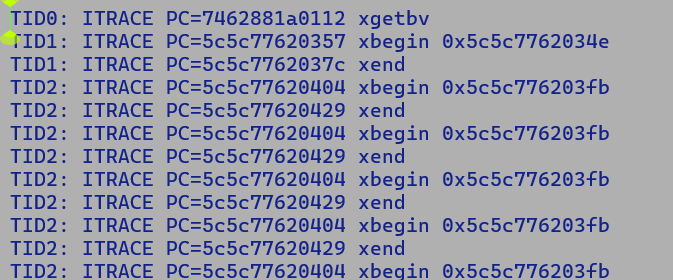 TID0: ITRACE PC=7462881a0112 xgetbv
TID1: ITRACE PC=5c5c77620357 xbegin 0x5c5c7762034e
TID1: ITRACE PC=5c5c7762037c xend
TID2: ITRACE PC=5c5c77620404 xbegin 0x5c5c776203fb
TID2: ITRACE PC=5c5c77620429 xend
TID2: ITRACE PC=5c5c77620404 xbegin 0x5c5c776203fb
TID2: ITRACE PC=5c5c77620429 xend
TID2: ITRACE PC=5c5c77620404 xbegin 0x5c5c776203fb
TID2: ITRACE PC=5c5c77620429 xend
TID2: ITRACE PC=5c5c77620404 xbegin 0x5c5c776203fb
TID2: ITRACE PC=5c5c77620429 xend
TID2: ITRACE PC=5c5c77620404 xbegin 0x5c5c776203fb